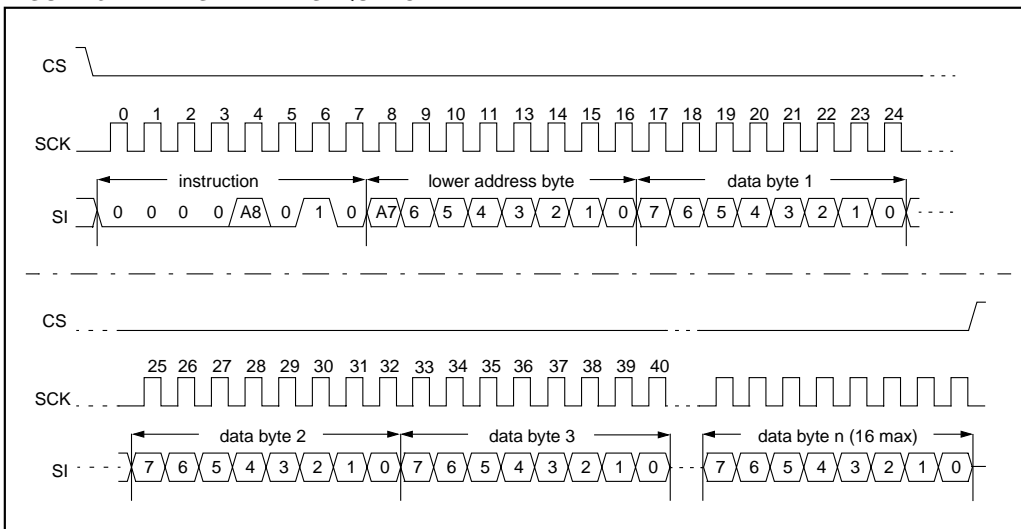 CS
0 1 2 3 4 5 6 7 8 9 10 11 13 14 15 16 17 18 19 20 21 22 23 24
SCK
instruction lower address byte data byte 1
SI 0 0 0 0 A8 0 1 0 A7 6 5 4 3 2 1 0 7 6 5 4 3 2 1 0
CS
25 26 27 28 29 30 31 32 33 34 35 36 37 38 39 40
SCK
data byte 2 data byte 3 data byte n (16 max)
SI 7 6 5 4 3 2 1 0 7 6 5 4 3 2 1 0 7 6 5 4 3 2 1 0